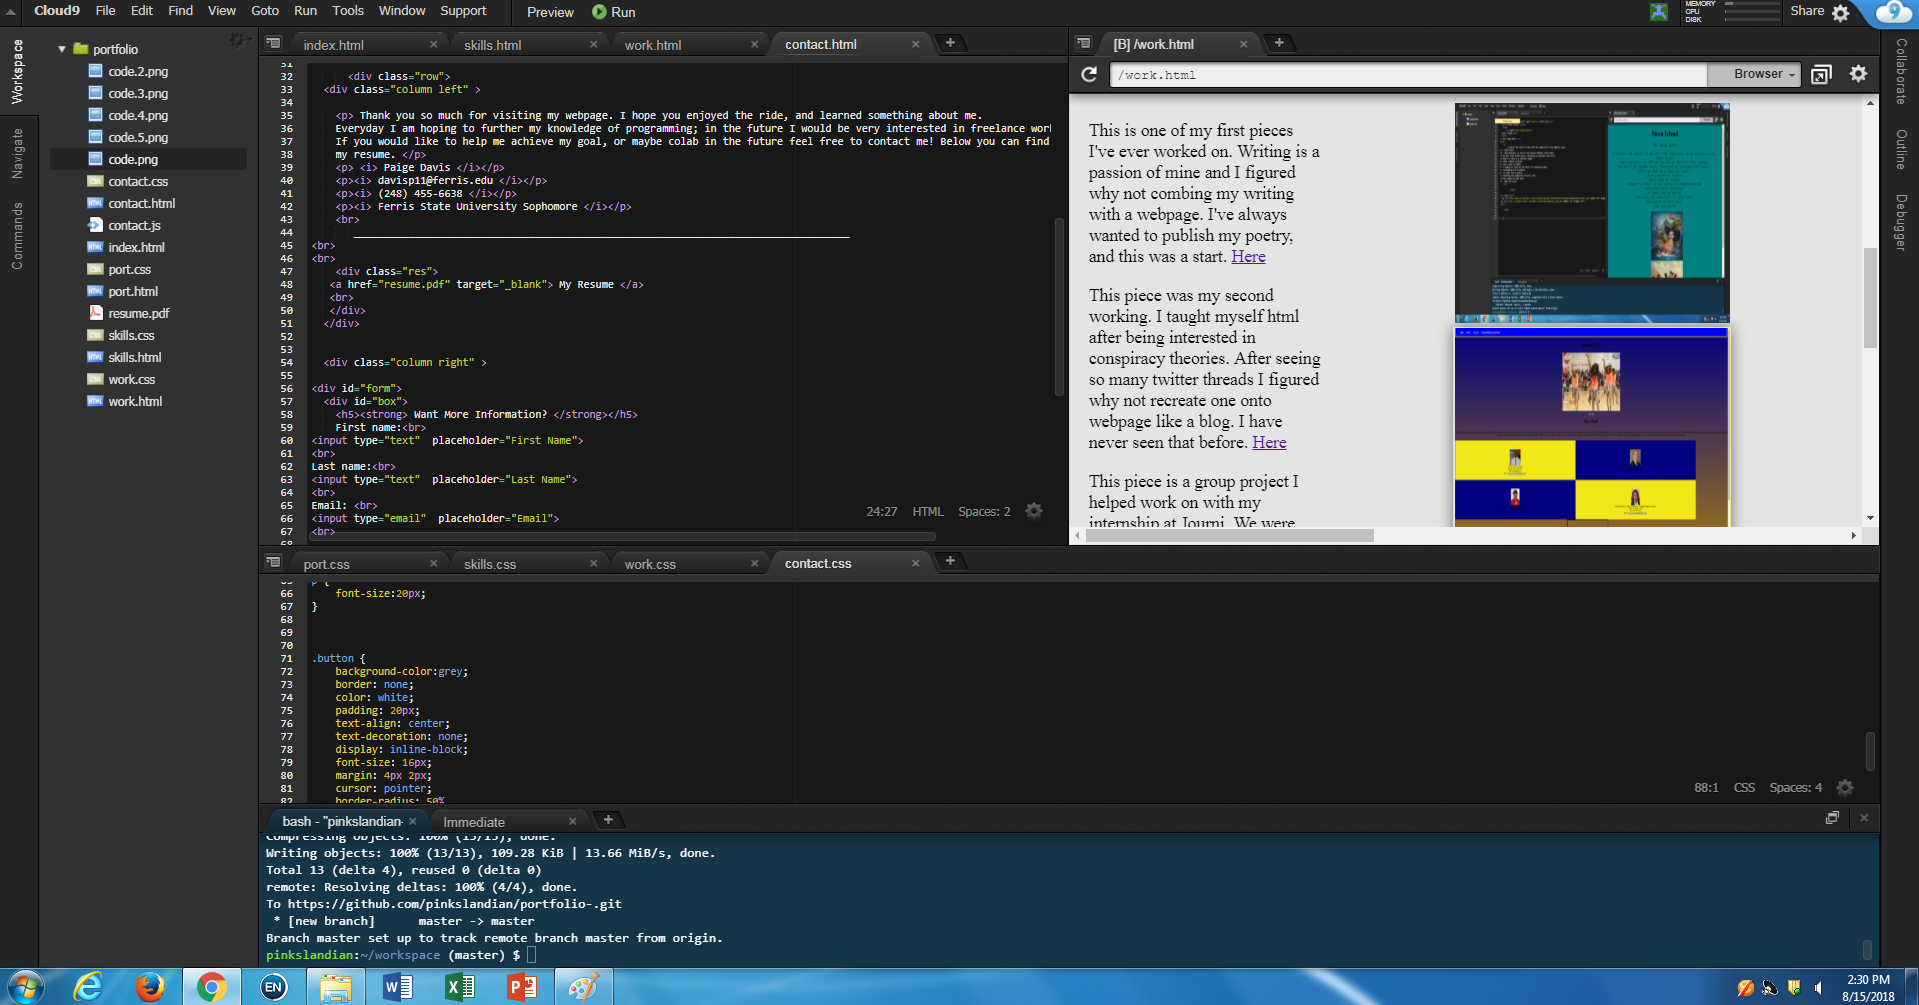 Cloud9 File Edit Find View Goto Run Tools Window Support Preview Run MEMORY CPU DISK Share 9
Workspace
Navigate
Commands
portfolio
code.2.png
code.3.png
code.4.png
code.5.png
code.png
contact.css
contact.html
contact.js
index.html
port.css
port.html
resume.pdf
skills.css
skills.html
work.css
work.html
index.html skills.html work.html contact.html
31
32 <div class="row">
33 <div class="column left" >
34
35 <p> Thank you so much for visiting my webpage. I hope you enjoyed the ride, and learned something about me.
36 Everyday I am hoping to further my knowledge of programming; in the future I would be very interested in freelance work
37 If you would like to help me achieve my goal, or maybe colab in the future feel free to contact me! Below you can find
38 my resume. </p>
39 <p> <i> Paige Davis </i></p>
40 <p><i> davisp11@ferris.edu </i></p>
41 <p><i> (248) 455-6638 </i></p>
42 <p><i> Ferris State University Sophomore </i></p>
43 <br>
44
45 <br>
46 <br>
47 <div class="res">
48 <a href="resume.pdf" target="_blank"> My Resume </a>
49 <br>
50 </div>
51 </div>
52
53
54 <div class="column right" >
55
56 <div id="form">
57 <div id="box">
58 <h5><strong> Want More Information? </strong></h5>
59 First name:<br>
60 <input type="text" placeholder="First Name">
61 <br>
62 Last name:<br>
63 <input type="text" placeholder="Last Name">
64 <br>
65 Email: <br>
66 <input type="email" placeholder="Email">
67 <br>
68
24:27 HTML Spaces: 2
[B] /work.html
/work.html Browser
This is one of my first pieces
I've ever worked on. Writing is a
passion of mine and I figured
why not combing my writing
with a webpage. I've always
wanted to publish my poetry,
and this was a start. Here
This piece was my second
working. I taught myself html
after being interested in
conspiracy theories. After seeing
so many twitter threads I figured
why not recreate one onto
webpage like a blog. I have
never seen that before. Here
This piece is a group project I
helped work on with my
internship at Journi. We were
Collaborate
Outline
Debugger
port.css skills.css work.css contact.css
65 p {
66 font-size:20px;
67 }
68
69
70
71 .button {
72 background-color:grey;
73 border: none;
74 color: white;
75 padding: 20px;
76 text-align: center;
77 text-decoration: none;
78 display: inline-block;
79 font-size: 16px;
80 margin: 4px 2px;
81 cursor: pointer;
82 border-radius: 50%
88:1 CSS Spaces: 4
bash - "pinkslandian- Immediate
Compressing objects: 100% (13/13), done.
Writing objects: 100% (13/13), 109.28 KiB | 13.66 MiB/s, done.
Total 13 (delta 4), reused 0 (delta 0)
remote: Resolving deltas: 100% (4/4), done.
To https://github.com/pinkslandian/portfolio-.git
* [new branch] master -> master
Branch master set up to track remote branch master from origin.
pinkslandian:~/workspace (master) $
EN
2:30 PM
8/15/2018